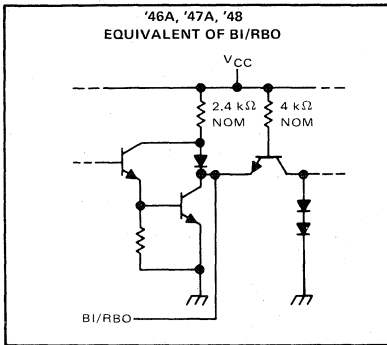 '46A, '47A, '48
EQUIVALENT OF BI/RBO
VCC
2.4 kΩ
NOM
4 kΩ
NOM
BI/RBO